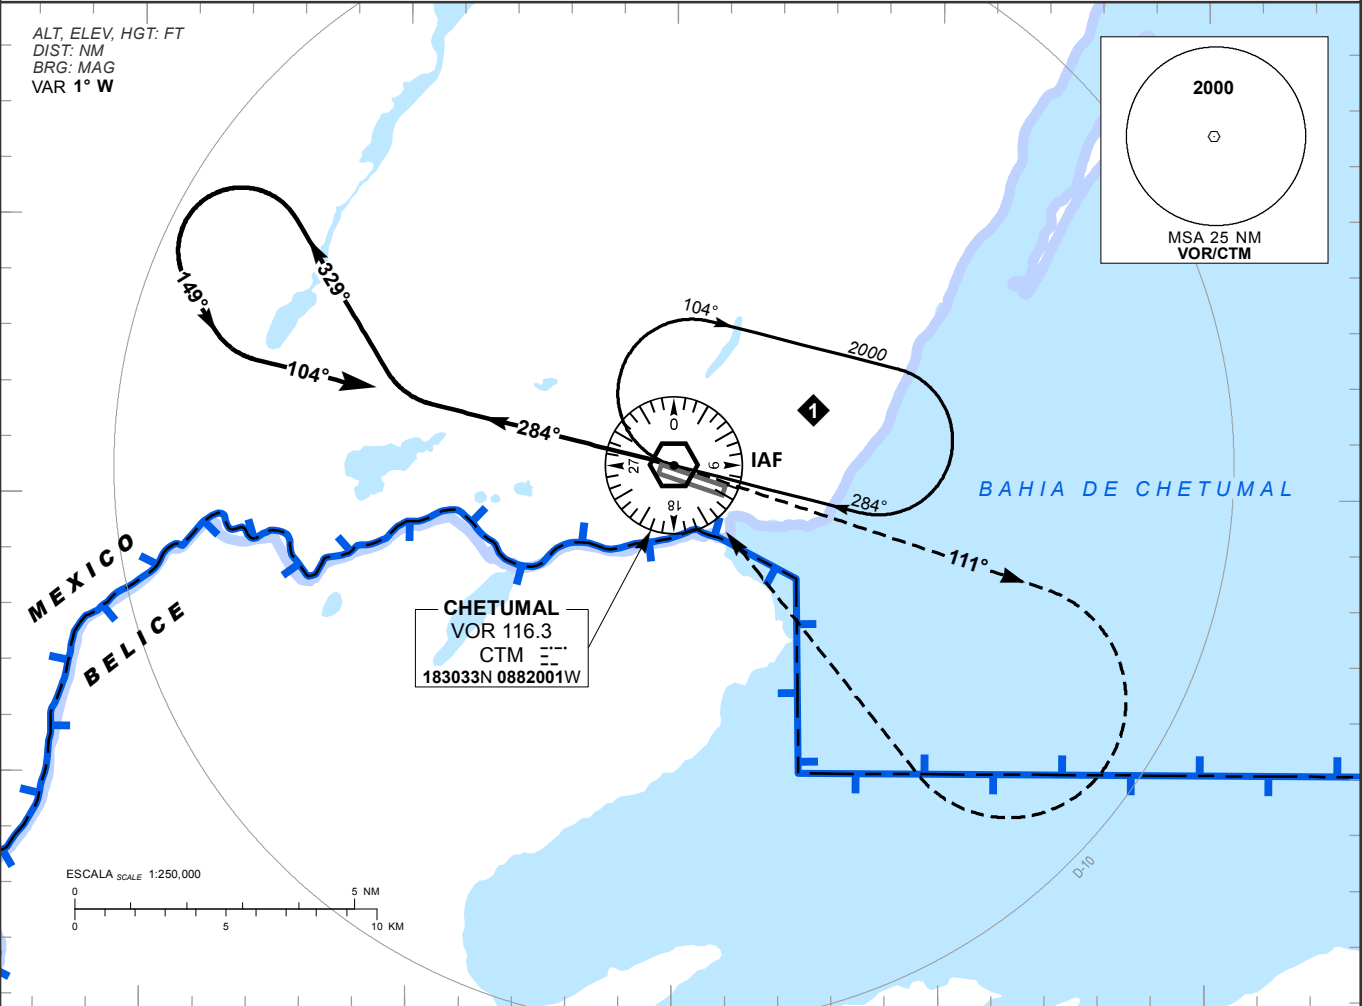 ALT, ELEV, HGT: FT
DIST: NM
BRG: MAG
VAR 1° W
2000
MSA 25 NM
VOR/CTM
329°
149°
104°
284°
104°
2000
1
0
9
18
27
IAF
284°
BAHIA DE CHETUMAL
111°
MEXICO
BELICE
CHETUMAL
VOR 116.3
CTM
183033N 0882001W
D-10
ESCALA SCALE 1:250,000
0 5 NM
0 5 10 KM